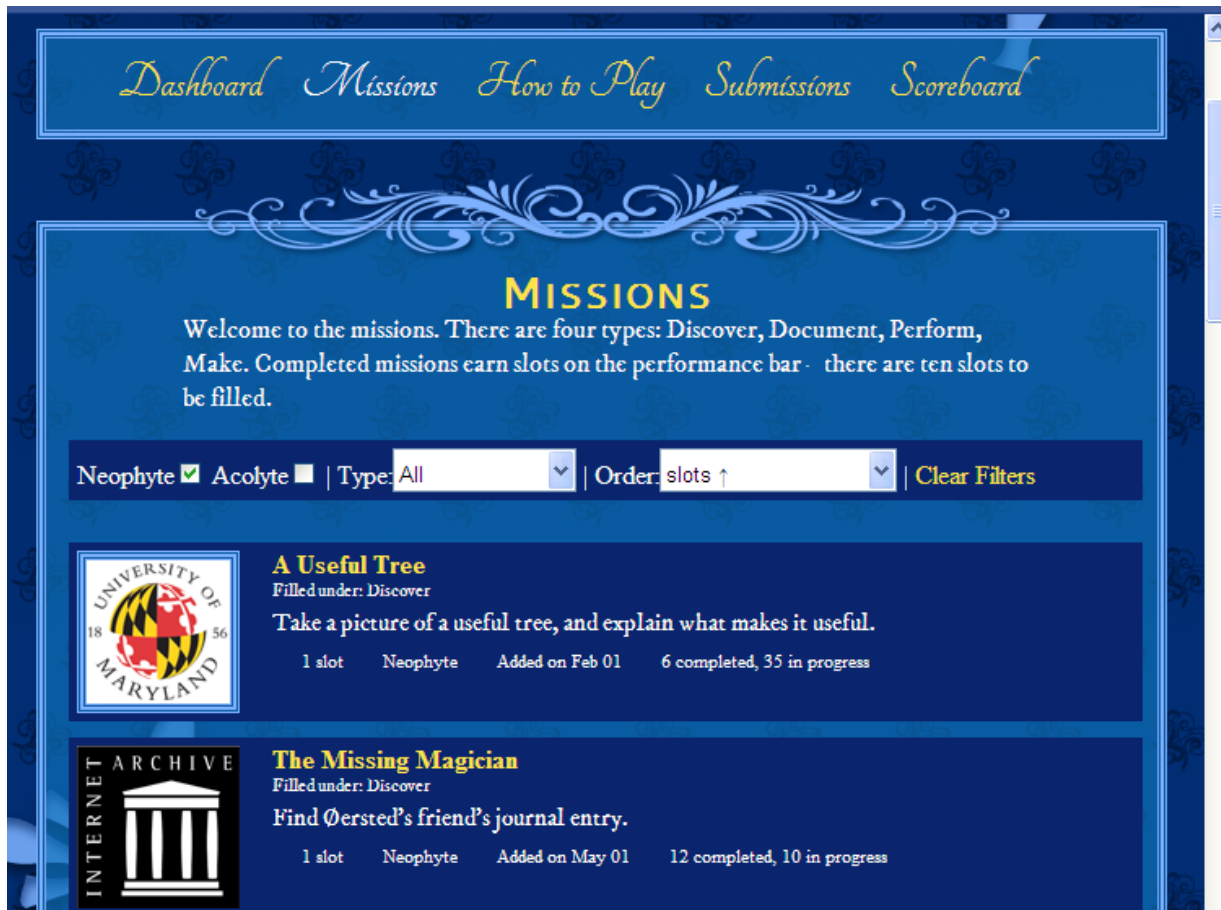 Dashboard Missions How to Play Submissions Scoreboard
MISSIONS
Welcome to the missions. There are four types: Discover, Document, Perform,
Make. Completed missions earn slots on the performance bar - there are ten slots to
be filled.
Neophyte Acolyte | Type: All | Order: slots ↑ | Clear Filters
UNIVERSITY OF
18 56
MARYLAND
A Useful Tree
Filled under: Discover
Take a picture of a useful tree, and explain what makes it useful.
1 slot Neophyte Added on Feb 01 6 completed, 35 in progress
INTERNET ARCHIVE
The Missing Magician
Filled under: Discover
Find Øersted's friend's journal entry.
1 slot Neophyte Added on May 01 12 completed, 10 in progress